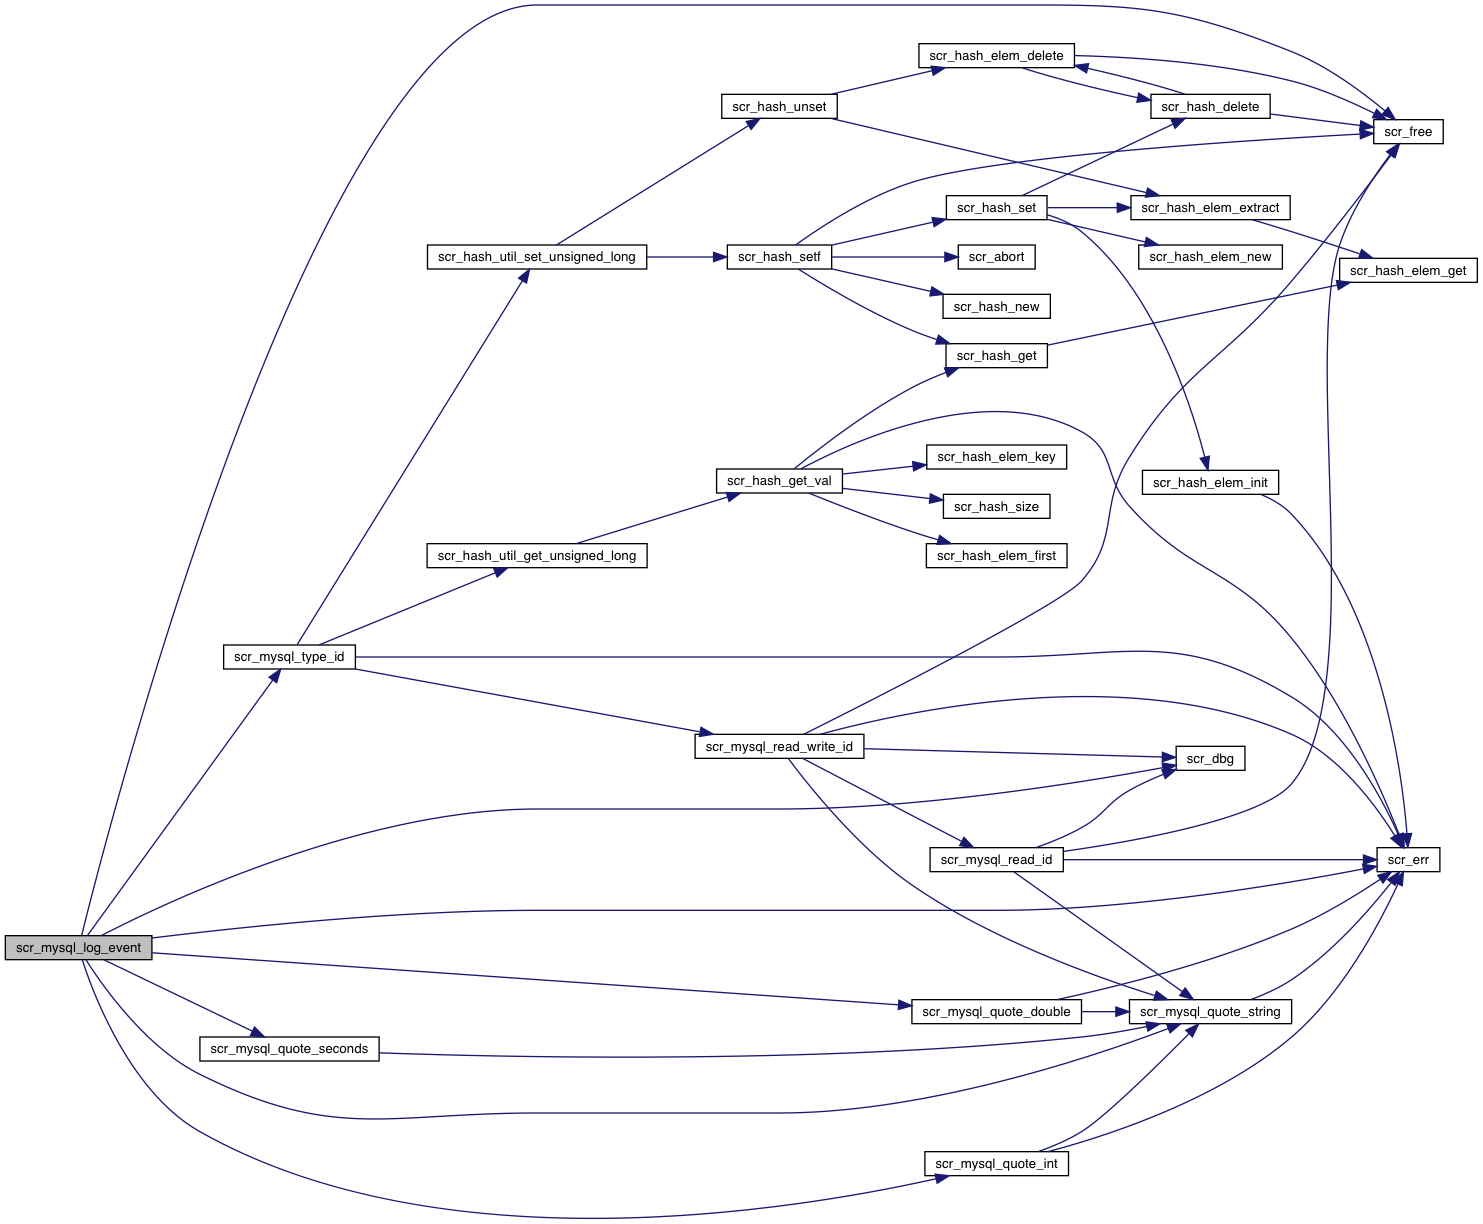 scr_hash_elem_delete
scr_hash_unset
scr_hash_delete
scr_free
scr_hash_set
scr_hash_elem_extract
scr_hash_util_set_unsigned_long
scr_hash_setf
scr_abort
scr_hash_elem_new
scr_hash_elem_get
scr_hash_new
scr_hash_get
scr_hash_elem_key
scr_hash_get_val
scr_hash_elem_init
scr_hash_size
scr_hash_util_get_unsigned_long
scr_hash_elem_first
scr_mysql_type_id
scr_mysql_read_write_id
scr_dbg
scr_mysql_read_id
scr_err
scr_mysql_log_event
scr_mysql_quote_double
scr_mysql_quote_string
scr_mysql_quote_seconds
scr_mysql_quote_int